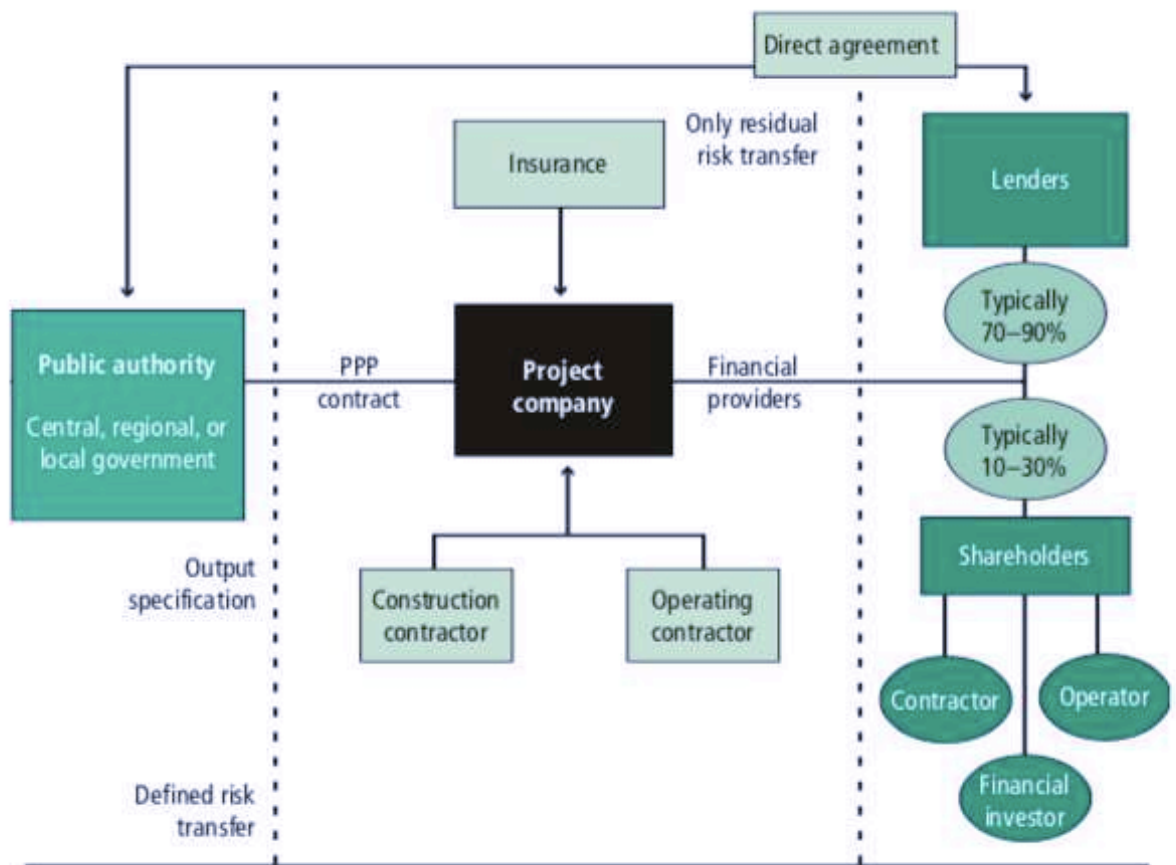 Direct agreement
Only residual
risk transfer
Insurance
Lenders
Typically
70–90%
Public authority
Central, regional, or
local government
PPP
contract
Project
company
Financial
providers
Typically
10–30%
Shareholders
Output
specification
Construction
contractor
Operating
contractor
Contractor
Operator
Financial
investor
Defined risk
transfer